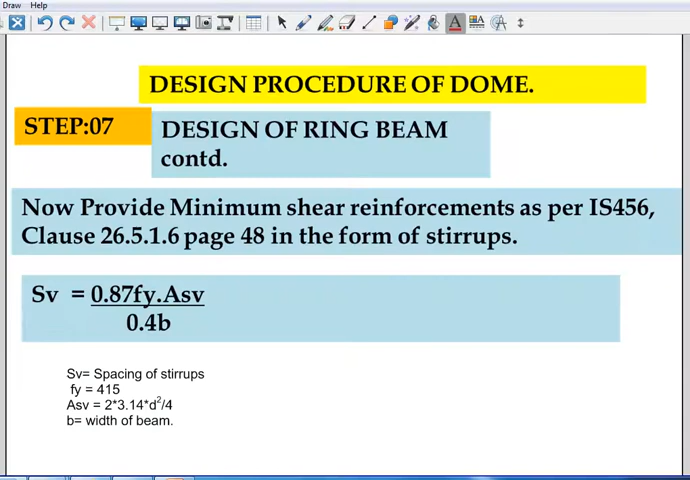 Draw Help
DESIGN PROCEDURE OF DOME.
STEP:07
DESIGN OF RING BEAM
contd.
Now Provide Minimum shear reinforcements as per IS456,
Clause 26.5.1.6 page 48 in the form of stirrups.
Sv = 0.87fy.Asv
0.4b
Sv= Spacing of stirrups
fy = 415
Asv = 2*3.14*d²/4
b= width of beam.